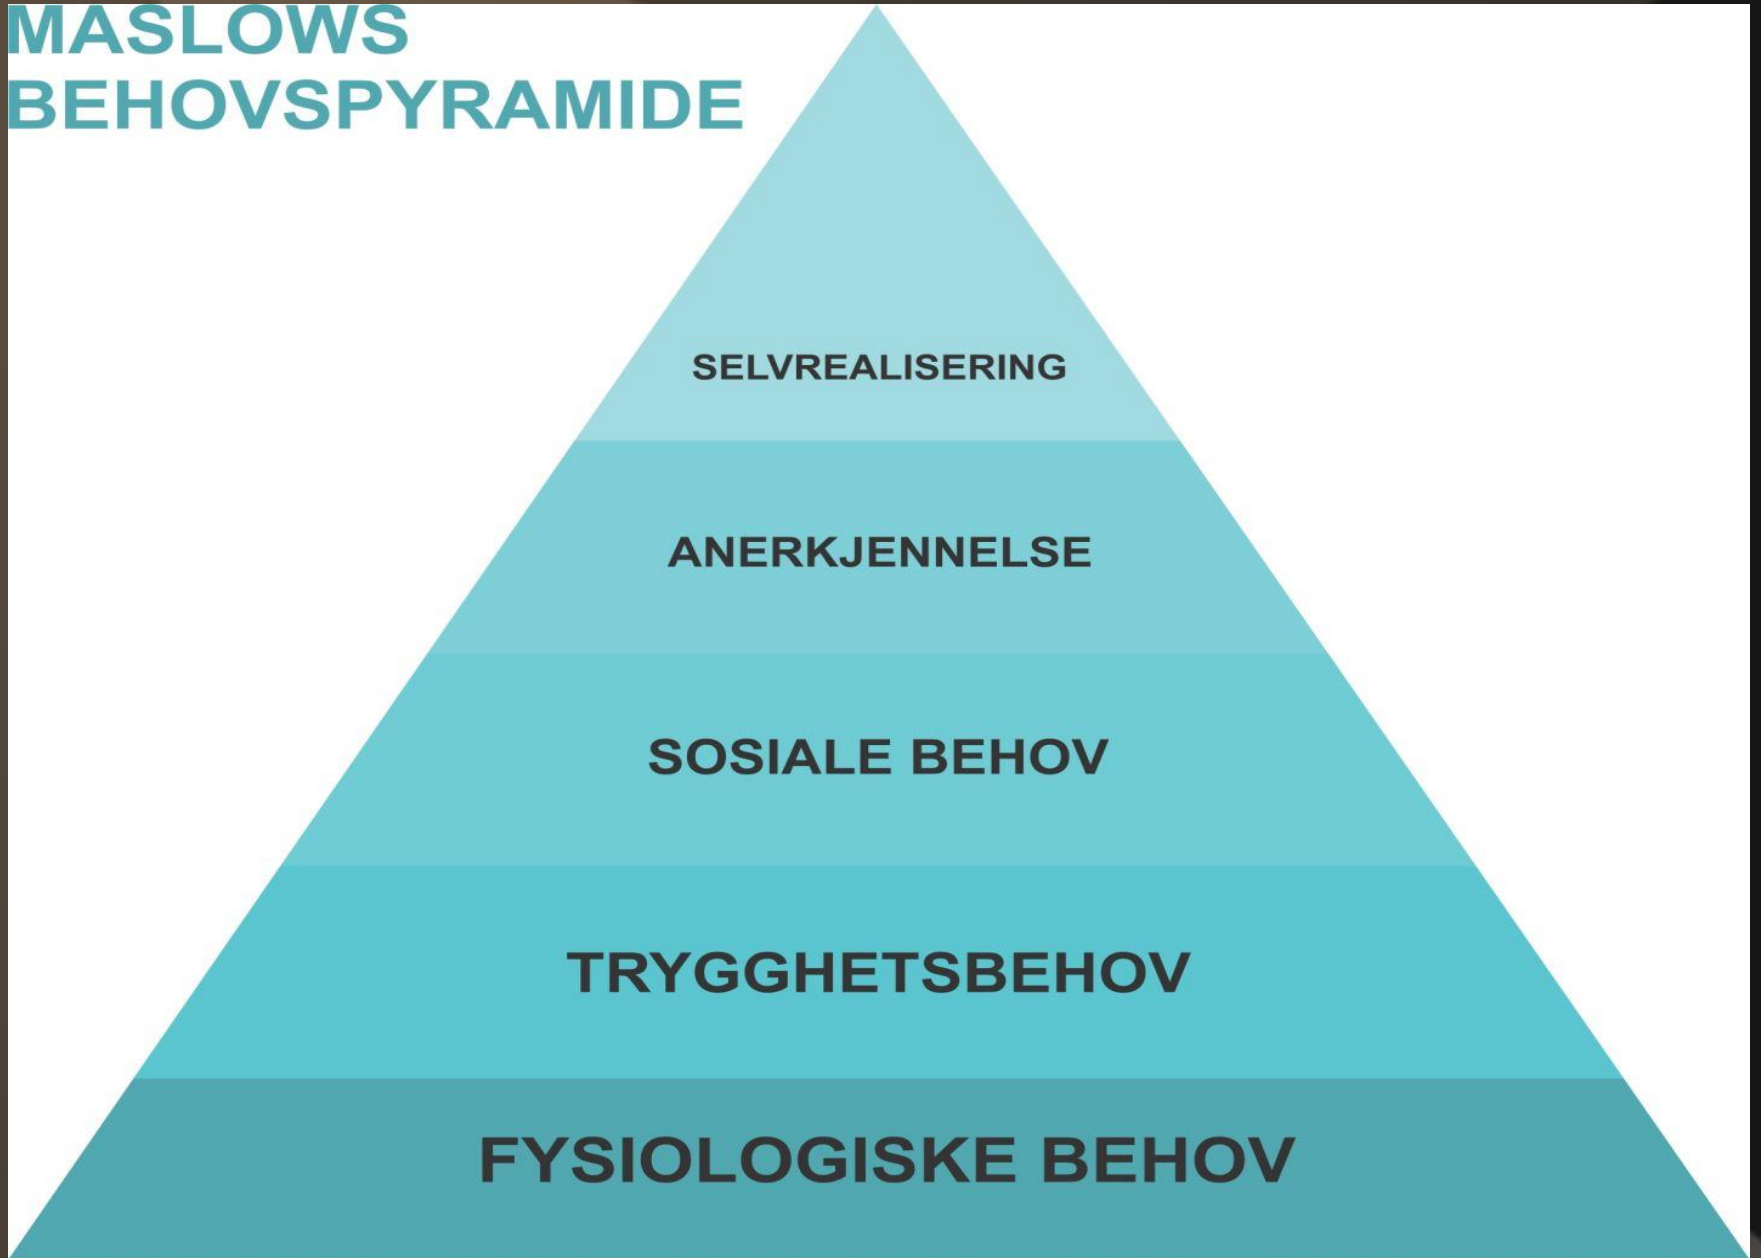 MASLOWS
BEHOVSPYRAMIDE
SELVREALISERING
ANERKJENNELSE
SOSIALE BEHOV
TRYGGHETSBEHOV
FYSIOLOGISKE BEHOV